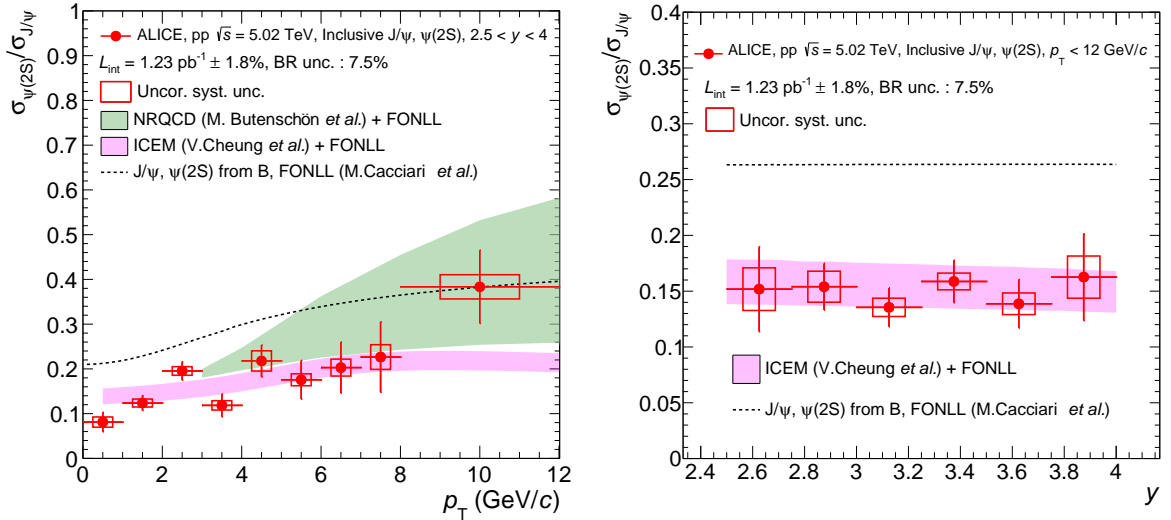 σψ(2S)/σJ/ψ
1
0.9
0.8
0.7
0.6
0.5
0.4
0.3
0.2
0.1
0
ALICE, pp √s = 5.02 TeV, Inclusive J/ψ, ψ(2S), 2.5 < y < 4
Lint = 1.23 pb⁻¹ ± 1.8%, BR unc. : 7.5%
Uncor. syst. unc.
NRQCD (M. Butenschön et al.) + FONLL
ICEM (V.Cheung et al.) + FONLL
J/ψ, ψ(2S) from B, FONLL (M.Cacciari et al.)
0 2 4 6 8 10 12
pT (GeV/c)
σψ(2S)/σJ/ψ
0.4
0.35
0.3
0.25
0.2
0.15
0.1
0.05
0
ALICE, pp √s = 5.02 TeV, Inclusive J/ψ, ψ(2S), pT < 12 GeV/c
Lint = 1.23 pb⁻¹ ± 1.8%, BR unc. : 7.5%
Uncor. syst. unc.
ICEM (V.Cheung et al.) + FONLL
J/ψ, ψ(2S) from B, FONLL (M.Cacciari et al.)
2.4 2.6 2.8 3 3.2 3.4 3.6 3.8 4
y